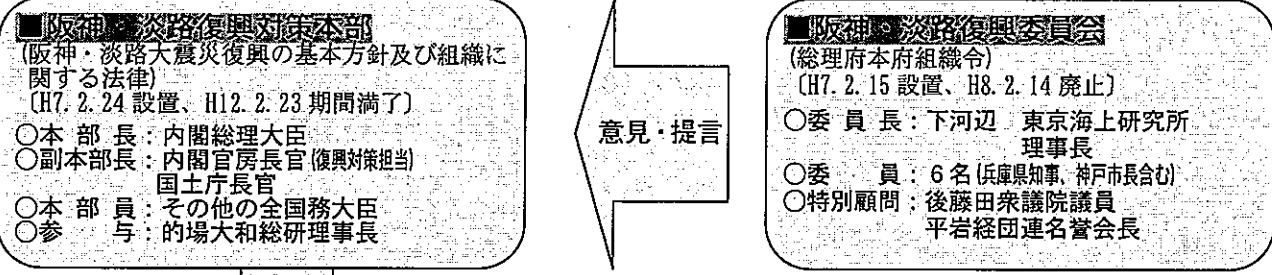 ■阪神・淡路復興対策本部
(阪神・淡路大震災復興の基本方針及び組織に
関する法律)
〔H7.2.24 設置、H12.2.23 期間満了〕
○本部長：内閣総理大臣
○副本部長：内閣官房長官(復興対策担当)
国土庁長官
○本部員：その他の全国務大臣
○参与：的場大和総研理事長
意見・提言
■阪神・淡路復興委員会
(総理府本府組織令)
〔H7.2.15 設置、H8.2.14 廃止〕
○委員長：下河辺 東京海上研究所
理事長
○委員：6名(兵庫県知事、神戸市長含む)
○特別顧問：後藤田衆議院議員
平岩経団連名誉会長